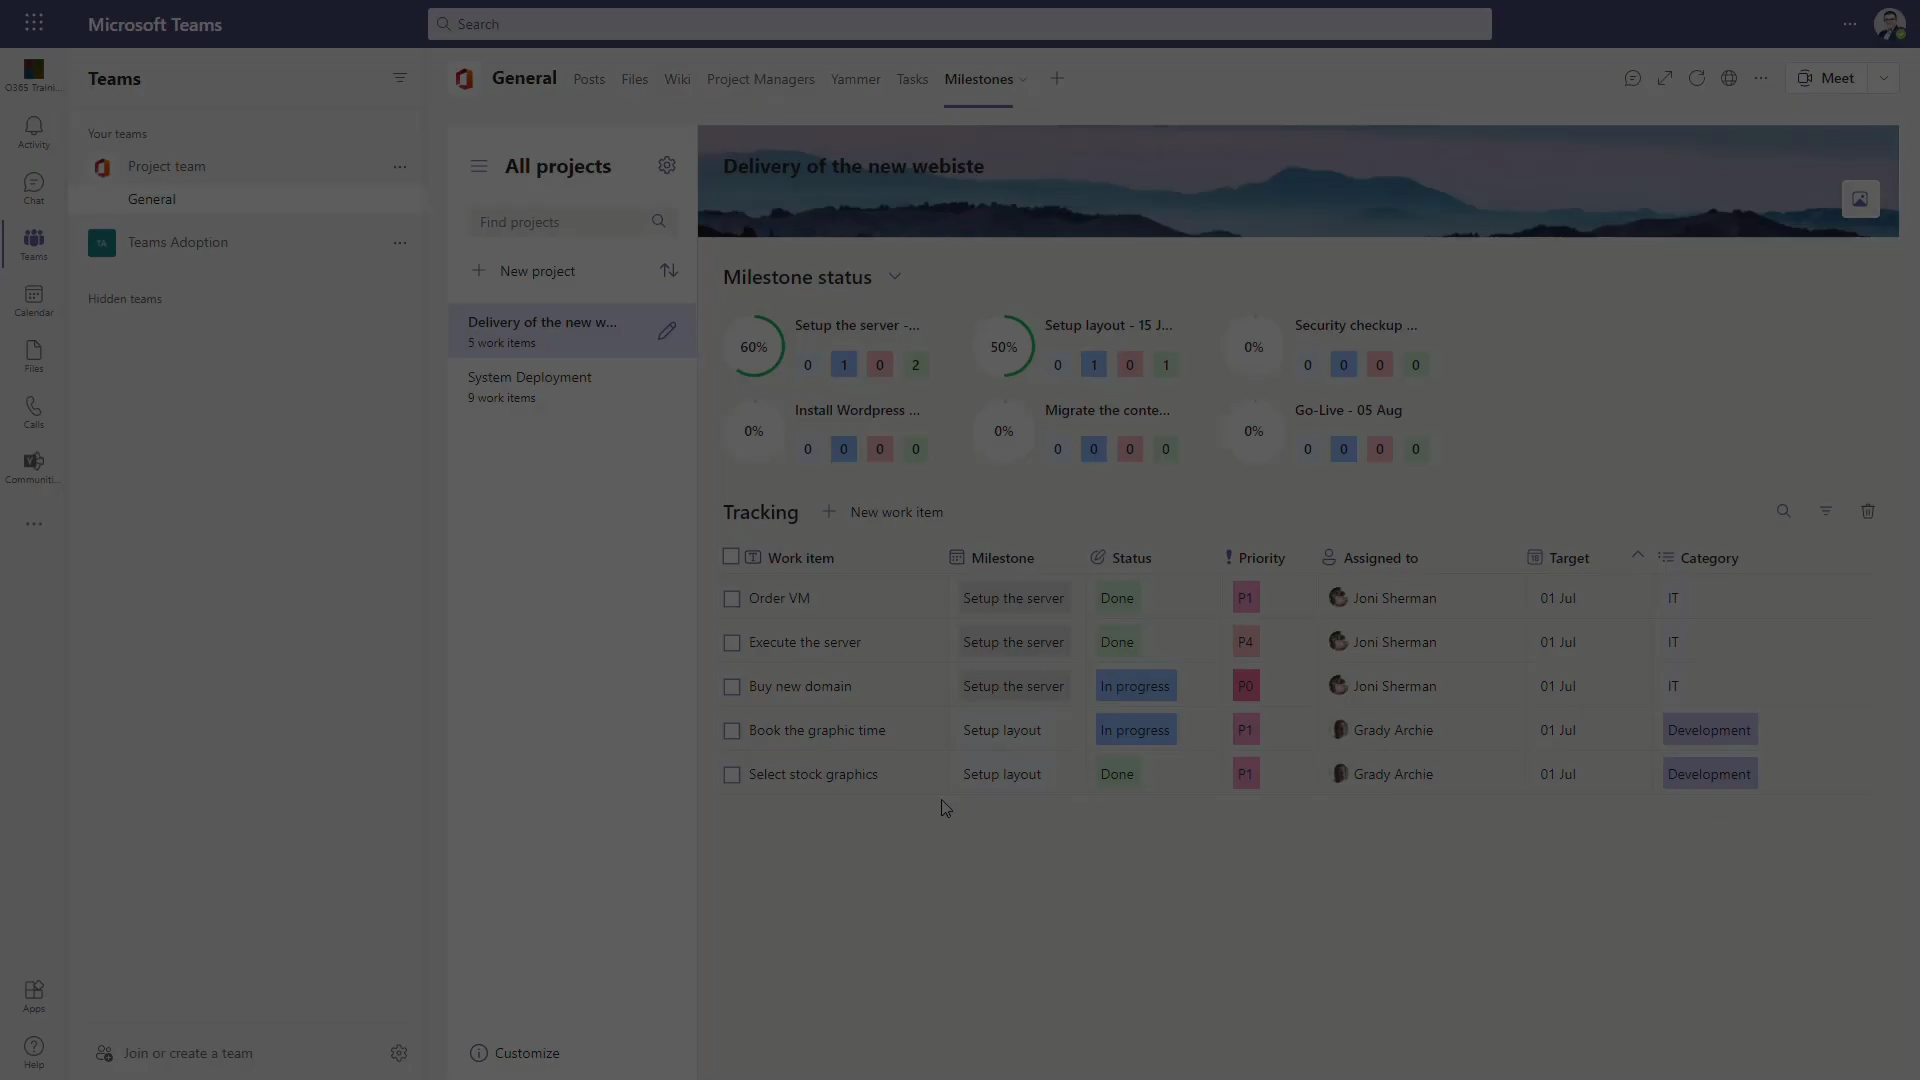 Microsoft Teams
Search
O365 Traini...
Activity
Chat
Teams
Calendar
Files
Calls
Communiti...
Apps
Help
Teams
Your teams
Project team
General
TA Teams Adoption
Hidden teams
Join or create a team
General Posts Files Wiki Project Managers Yammer Tasks Milestones
Meet
All projects
Find projects
New project
Delivery of the new w...
5 work items
System Deployment
9 work items
Customize
Delivery of the new webiste
Milestone status
60% Setup the server -...
0 1 0 2
50% Setup layout - 15 J...
0 1 0 1
0% Security checkup ...
0 0 0 0
0% Install Wordpress ...
0 0 0 0
0% Migrate the conte...
0 0 0 0
0% Go-Live - 05 Aug
0 0 0 0
Tracking New work item
Work item Milestone Status Priority Assigned to Target Category
Order VM Setup the server Done P1 Joni Sherman 01 Jul IT
Execute the server Setup the server Done P4 Joni Sherman 01 Jul IT
Buy new domain Setup the server In progress P0 Joni Sherman 01 Jul IT
Book the graphic time Setup layout In progress P1 Grady Archie 01 Jul Development
Select stock graphics Setup layout Done P1 Grady Archie 01 Jul Development